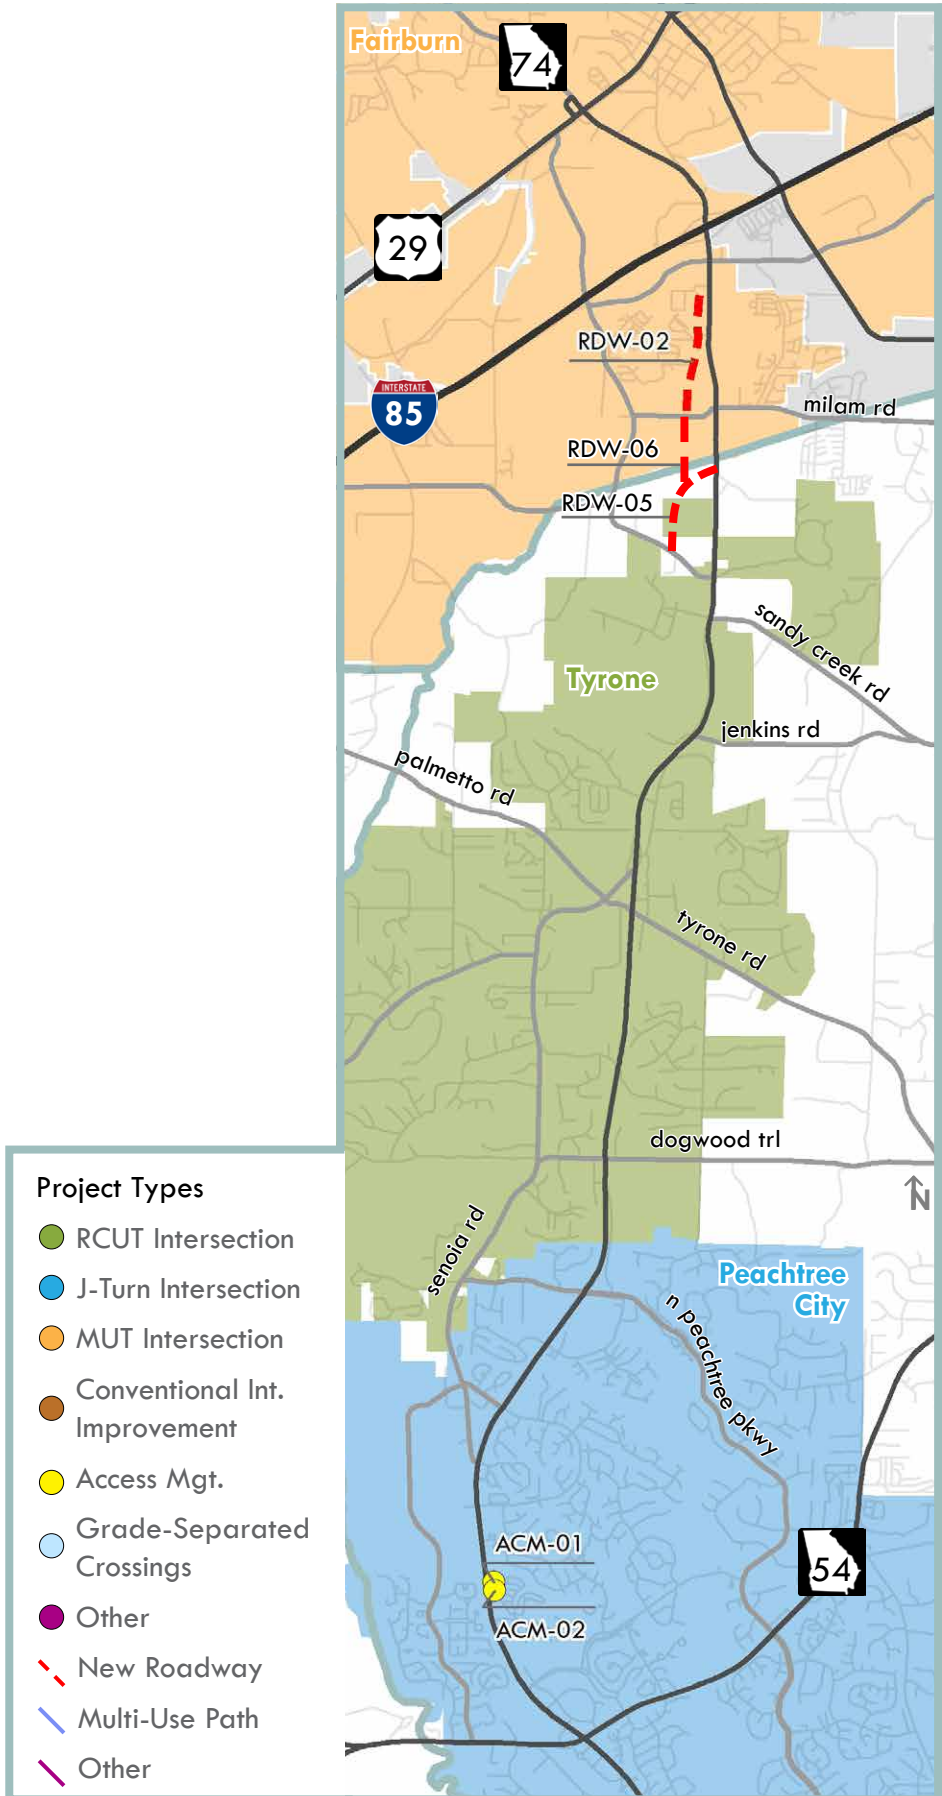 Fairburn
74
29
RDW-02
INTERSTATE
85
milam rd
RDW-06
RDW-05
sandy creek rd
Tyrone
jenkins rd
palmetto rd
tyrone rd
dogwood trl
N
senoia rd
Peachtree
City
n peachtree pkwy
ACM-01
54
ACM-02
Project Types
RCUT Intersection
J-Turn Intersection
MUT Intersection
Conventional Int.
Improvement
Access Mgt.
Grade-Separated
Crossings
Other
New Roadway
Multi-Use Path
Other